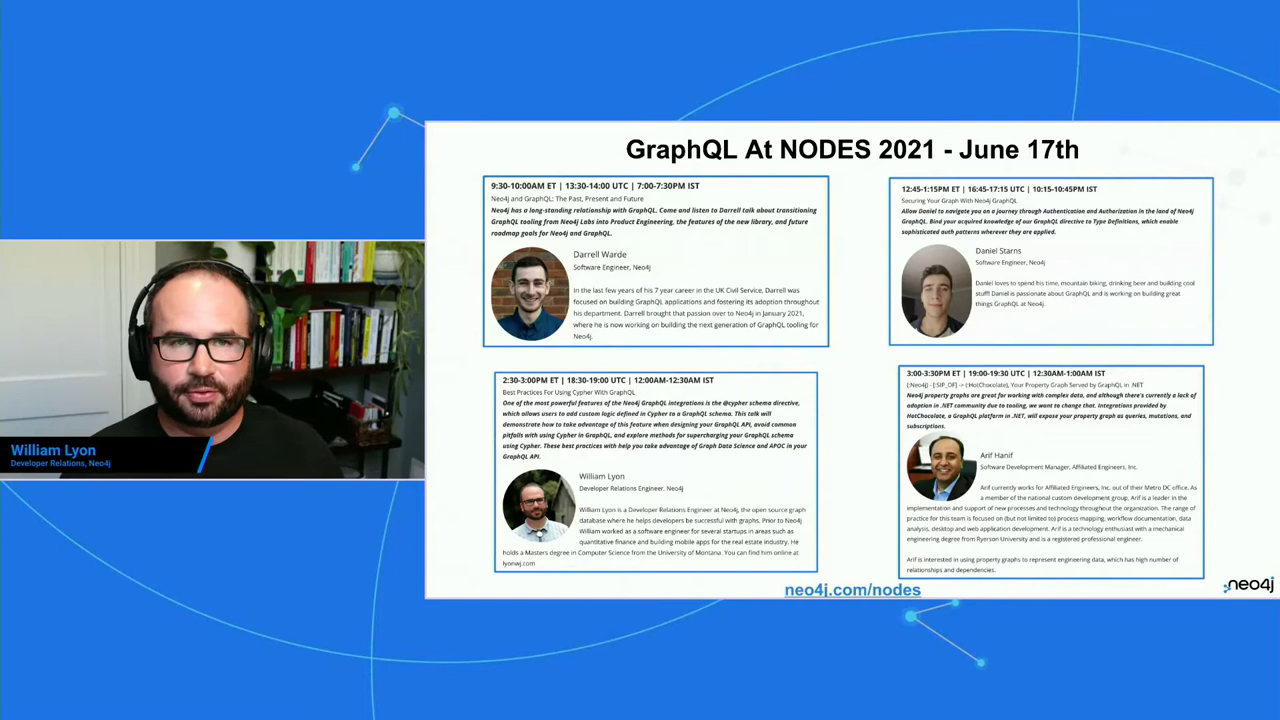 GraphQL At NODES 2021 - June 17th
9:30-10:00AM ET | 13:30-14:00 UTC | 7:00-7:30PM IST
Neo4j and GraphQL: The Past, Present and Future
Neo4j has a long-standing relationship with GraphQL. Come and listen to Darrell talk about transitioning
GraphQL tooling from Neo4j Labs into Product Engineering, the features of the new library, and future
roadmap goals for Neo4j and GraphQL.
Darrell Warde
Software Engineer, Neo4j
In the last few years of his 7 year career in the UK Civil Service, Darrell was
focused on building GraphQL applications and fostering its adoption throughout
his department. Darrell brought that passion over to Neo4j in January 2021,
where he is now working on building the next generation of GraphQL tooling for
Neo4j.
12:45-1:15PM ET | 16:45-17:15 UTC | 10:15-10:45PM IST
Securing Your Graph With Neo4j GraphQL
Allow Daniel to navigate you on a journey through Authentication and Authorization in the land of Neo4j
GraphQL. Bind your acquired knowledge of our GraphQL directive to Type Definitions, which enable
sophisticated auth patterns wherever they are applied.
Daniel Starns
Software Engineer, Neo4j
Daniel loves to spend his time, mountain biking, drinking beer and building cool
stuff! Daniel is passionate about GraphQL and is working on building great
things GraphQL at Neo4j.
2:30-3:00PM ET | 18:30-19:00 UTC | 12:00AM-12:30AM IST
Best Practices For Using Cypher With GraphQL
One of the most powerful features of the Neo4j GraphQL integrations is the @cypher schema directive,
which allows users to add custom logic defined in Cypher to a GraphQL schema. This talk will
demonstrate how to take advantage of this feature when designing your GraphQL API, avoid common
pitfalls with using Cypher in GraphQL, and explore methods for supercharging your GraphQL schema
using Cypher. These best practices with help you take advantage of Graph Data Science and APOC in your
GraphQL API.
William Lyon
Developer Relations Engineer, Neo4j
William Lyon is a Developer Relations Engineer at Neo4j, the open source graph
database where he helps developers be successful with graphs. Prior to Neo4j
William worked as a software engineer for several startups in areas such as
quantitative finance and building mobile apps for the real estate industry. He
holds a Masters degree in Computer Science from the University of Montana. You can find him online at
lyonwj.com
3:00-3:30PM ET | 19:00-19:30 UTC | 12:30AM-1:00AM IST
(:Neo4j) - [:SIP_OF] -> (:HotChocolate), Your Property Graph Served by GraphQL in .NET
Neo4j property graphs are great for working with complex data, and although there's currently a lack of
adoption in .NET community due to tooling, we want to change that. Integrations provided by
HotChocolate, a GraphQL platform in .NET, will expose your property graph as queries, mutations, and
subscriptions.
Arif Hanif
Software Development Manager, Affiliated Engineers, Inc.
Arif currently works for Affiliated Engineers, Inc. out of their Metro DC office. As
a member of the national custom development group, Arif is a leader in the
implementation and support of new processes and technology throughout the organization. The range of
practice for this team is focused on (but not limited to) process mapping, workflow documentation, data
analysis, desktop and web application development. Arif is a technology enthusiast with a mechanical
engineering degree from Ryerson University and is a registered professional engineer.
Arif is interested in using property graphs to represent engineering data, which has high number of
relationships and dependencies.
neo4j.com/nodes
neo4j
William Lyon
Developer Relations, Neo4j